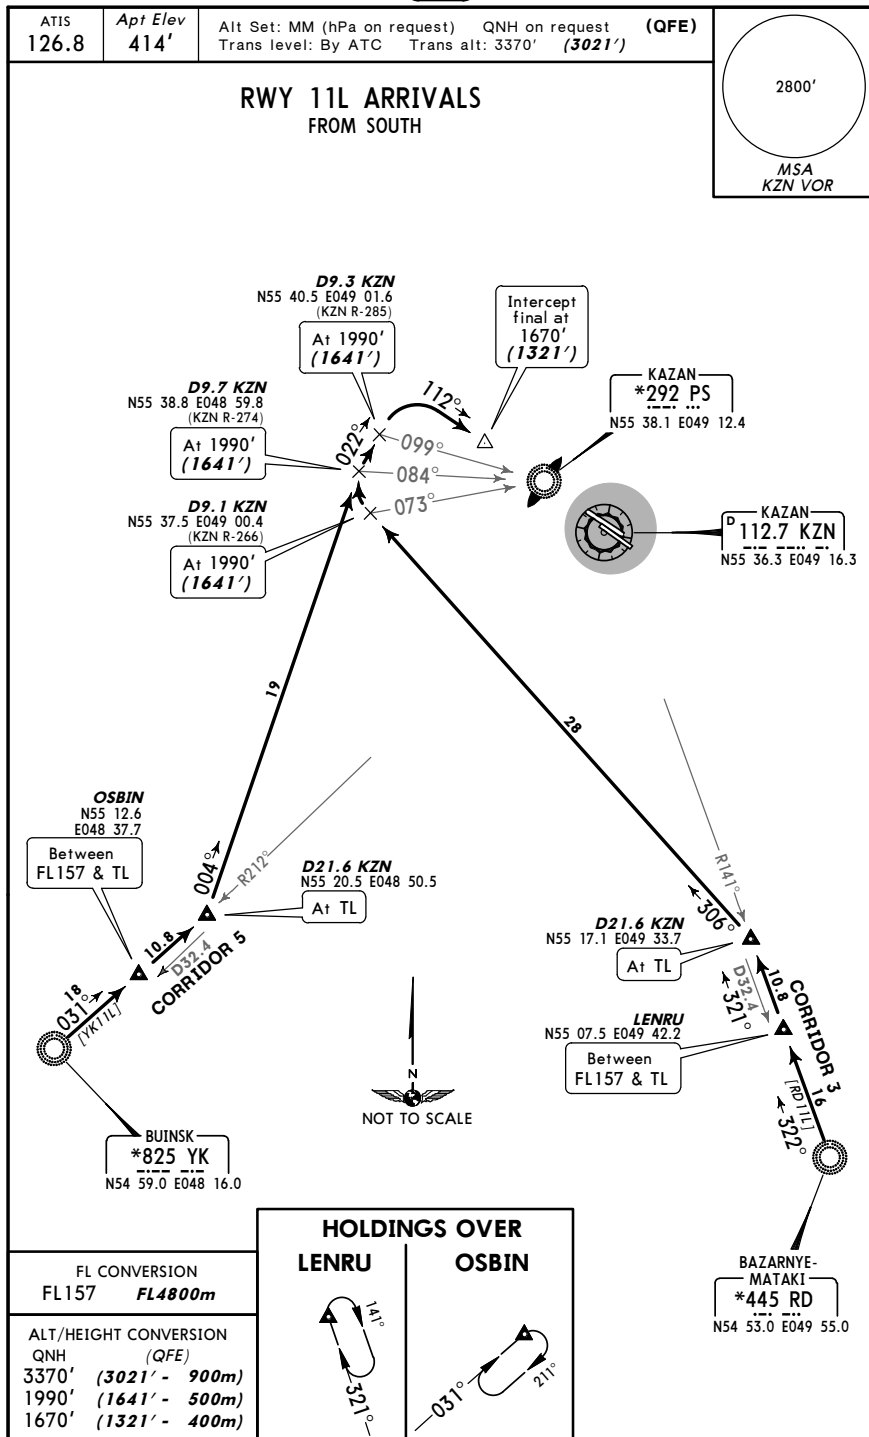 ATIS
126.8
Apt Elev
414'
Alt Set: MM (hPa on request) QNH on request (QFE)
Trans level: By ATC Trans alt: 3370' (3021')
2800'
MSA
KZN VOR
RWY 11L ARRIVALS
FROM SOUTH
D9.3 KZN
N55 40.5 E049 01.6
(KZN R-285)
At 1990'
(1641')
Intercept
final at
1670'
(1321')
D9.7 KZN
N55 38.8 E048 59.8
(KZN R-274)
At 1990'
(1641')
KAZAN
*292 PS
N55 38.1 E049 12.4
112°
022°
099°
084°
073°
D9.1 KZN
N55 37.5 E049 00.4
(KZN R-266)
At 1990'
(1641')
KAZAN
D 112.7 KZN
N55 36.3 E049 16.3
19
28
OSBIN
N55 12.6
E048 37.7
Between
FL157 & TL
004°
R212°
D21.6 KZN
N55 20.5 E048 50.5
At TL
10.8
D32.4
CORRIDOR 5
18
031°
[YK11L]
BUINSK
*825 YK
N54 59.0 E048 16.0
R141°
306°
D21.6 KZN
N55 17.1 E049 33.7
At TL
10.8
D32.4
321°
CORRIDOR 3
LENRU
N55 07.5 E049 42.2
Between
FL157 & TL
16
[RD11L]
322°
BAZARNYE-
MATAKI
*445 RD
N54 53.0 E049 55.0
N
NOT TO SCALE
HOLDINGS OVER
LENRU
141°
321°
OSBIN
031°
211°
FL CONVERSION
FL157 FL4800m
ALT/HEIGHT CONVERSION
QNH (QFE)
3370' (3021' - 900m)
1990' (1641' - 500m)
1670' (1321' - 400m)